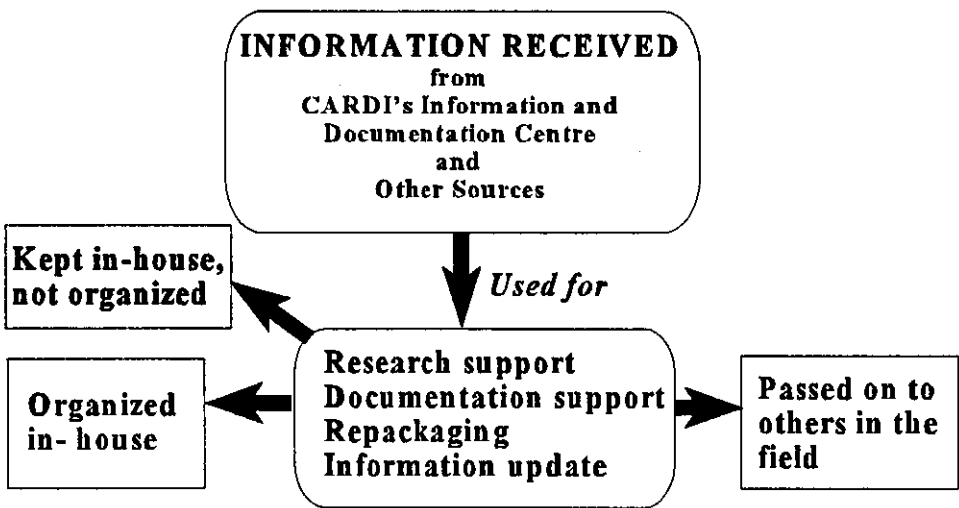 INFORMATION RECEIVED
from
CARDI's Information and
Documentation Centre
and
Other Sources
Kept in-house,
not organized
Used for
Research support
Documentation support
Repackaging
Information update
Organized
in- house
Passed on to
others in the
field